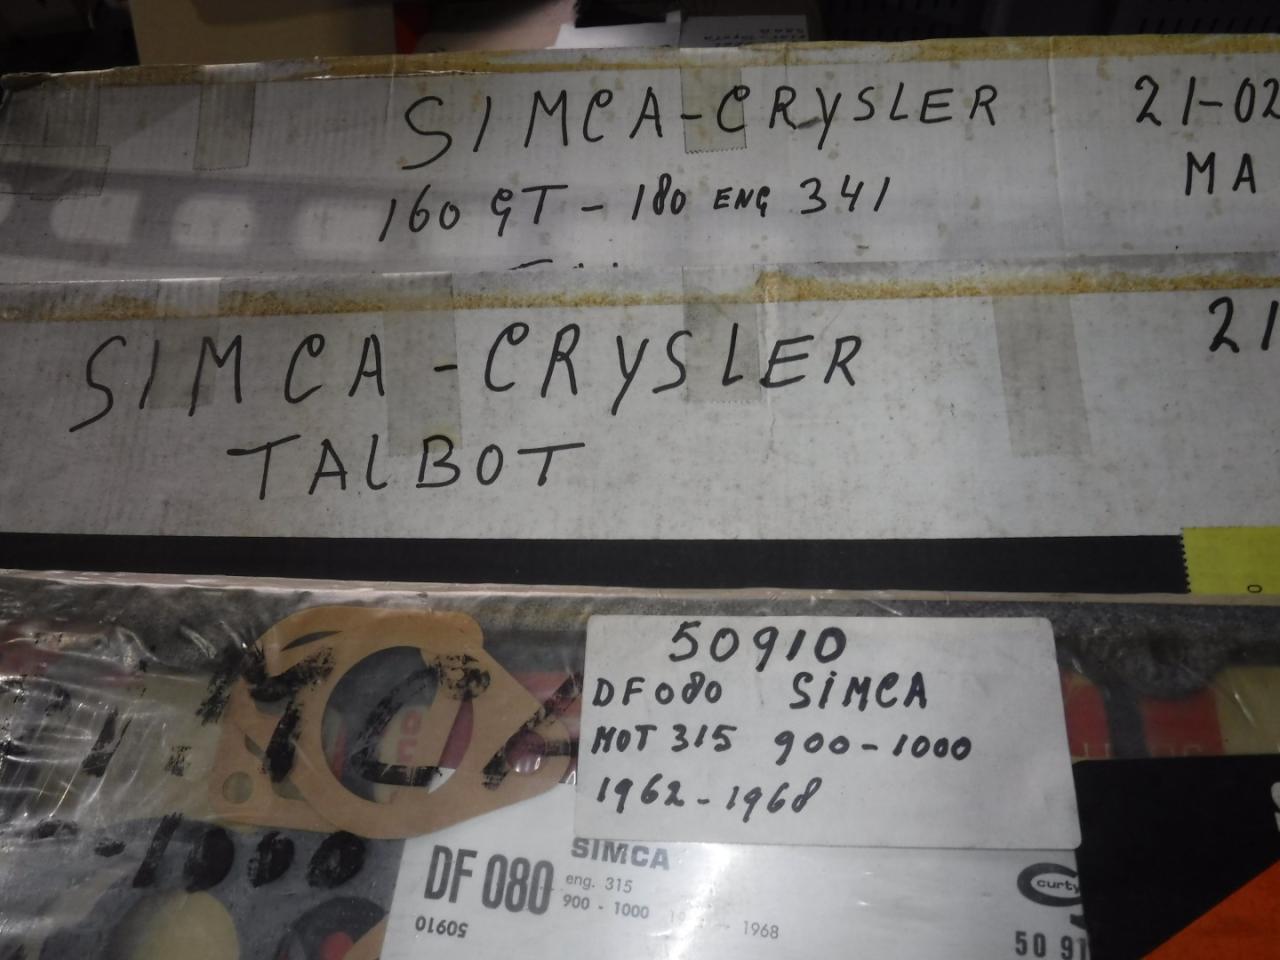 SIMCA-CRYSLER
21-02
160 GT - 180 ENG 341
MA
SIMCA-CRYSLER
21
TALBOT
50910
DF080 SiMCA
MOT 315 900-1000
1962-1968
-1000
DF 080
SIMCA
eng. 315
900 - 1000
— 1968
50910
curty
50 91